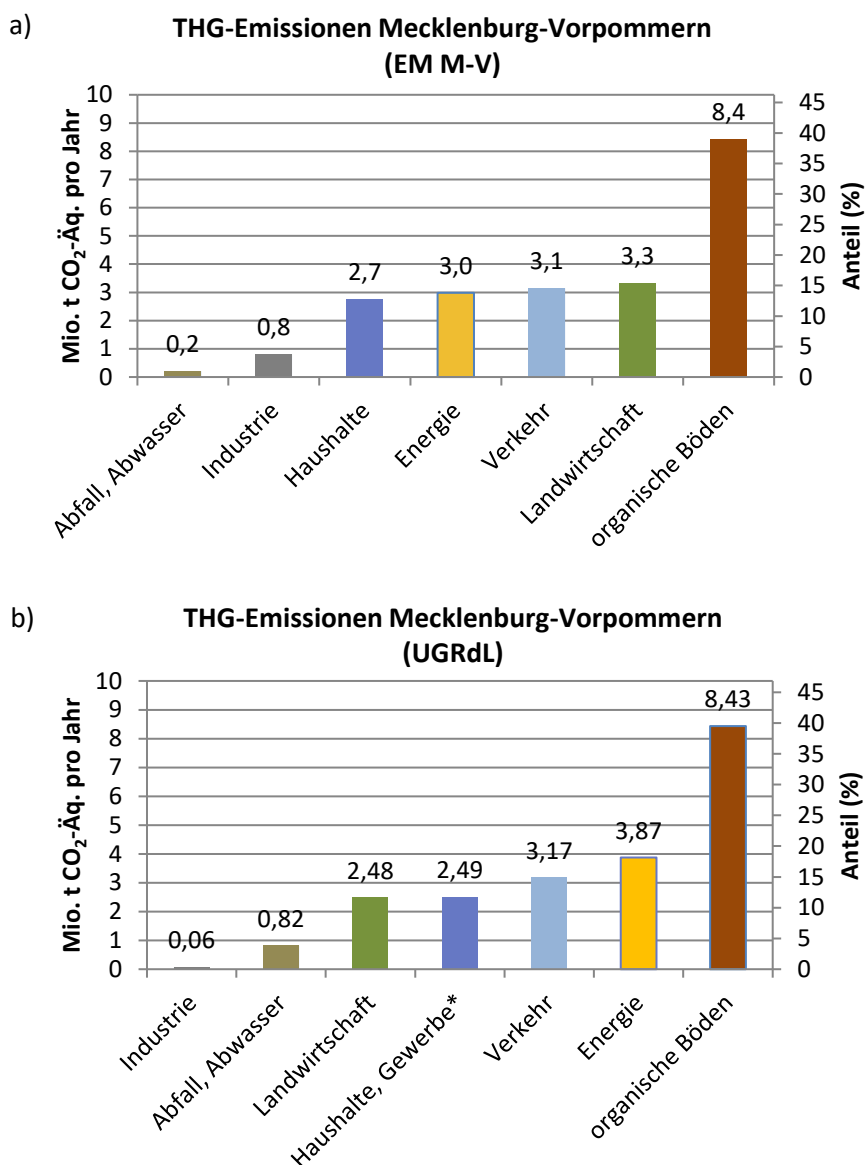 a)
THG-Emissionen Mecklenburg-Vorpommern
(EM M-V)
Mio. t CO₂-Äq. pro Jahr
10
9
8
7
6
5
4
3
2
1
0
0,2
0,8
2,7
3,0
3,1
3,3
8,4
45
40
35
30
25
20
15
10
5
0
Anteil (%)
Abfall, Abwasser
Industrie
Haushalte
Energie
Verkehr
Landwirtschaft
organische Böden
b)
THG-Emissionen Mecklenburg-Vorpommern
(UGRdL)
Mio. t CO₂-Äq. pro Jahr
10
9
8
7
6
5
4
3
2
1
0
0,06
0,82
2,48
2,49
3,17
3,87
8,43
45
40
35
30
25
20
15
10
5
0
Anteil (%)
Industrie
Abfall, Abwasser
Landwirtschaft
Haushalte, Gewerbe*
Verkehr
Energie
organische Böden